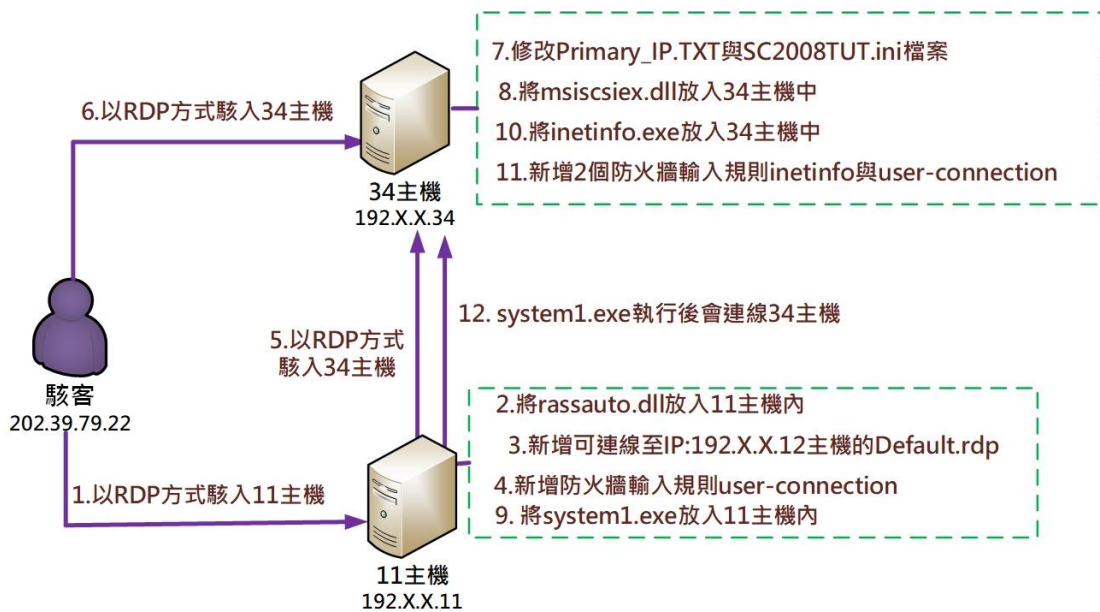 7.修改Primary_IP.TXT與SC2008TUT.ini檔案
8.將msiscsiex.dll放入34主機中
10.將inetinfo.exe放入34主機中
11.新增2個防火牆輸入規則inetinfo與user-connection
6.以RDP方式駭入34主機
34主機
192.X.X.34
12. system1.exe執行後會連線34主機
5.以RDP方式
駭入34主機
駭客
202.39.79.22
2.將rassauto.dll放入11主機內
3.新增可連線至IP:192.X.X.12主機的Default.rdp
4.新增防火牆輸入規則user-connection
9. 將system1.exe放入11主機內
1.以RDP方式駭入11主機
11主機
192.X.X.11